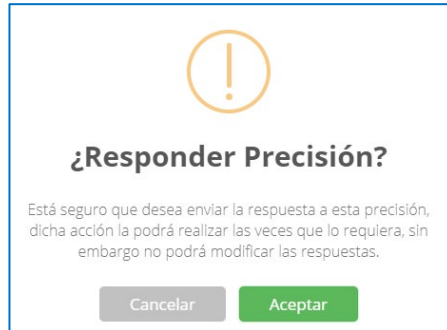 ¿Responder Precisión?
Está seguro que desea enviar la respuesta a esta precisión,
dicha acción la podrá realizar las veces que lo requiera, sin
embargo no podrá modificar las respuestas.
Cancelar
Aceptar